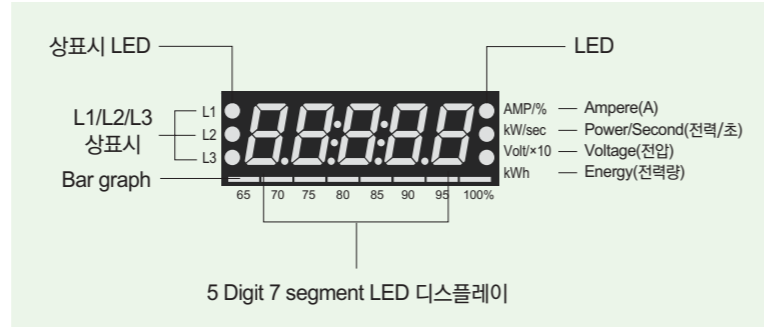 상표시 LED
LED
L1/L2/L3
상표시
L1
L2
L3
AMP/%
kW/sec
Volt/×10
kWh
Ampere(A)
Power/Second(전력/초)
Voltage(전압)
Energy(전력량)
Bar graph
65 70 75 80 85 90 95 100%
5 Digit 7 segment LED 디스플레이